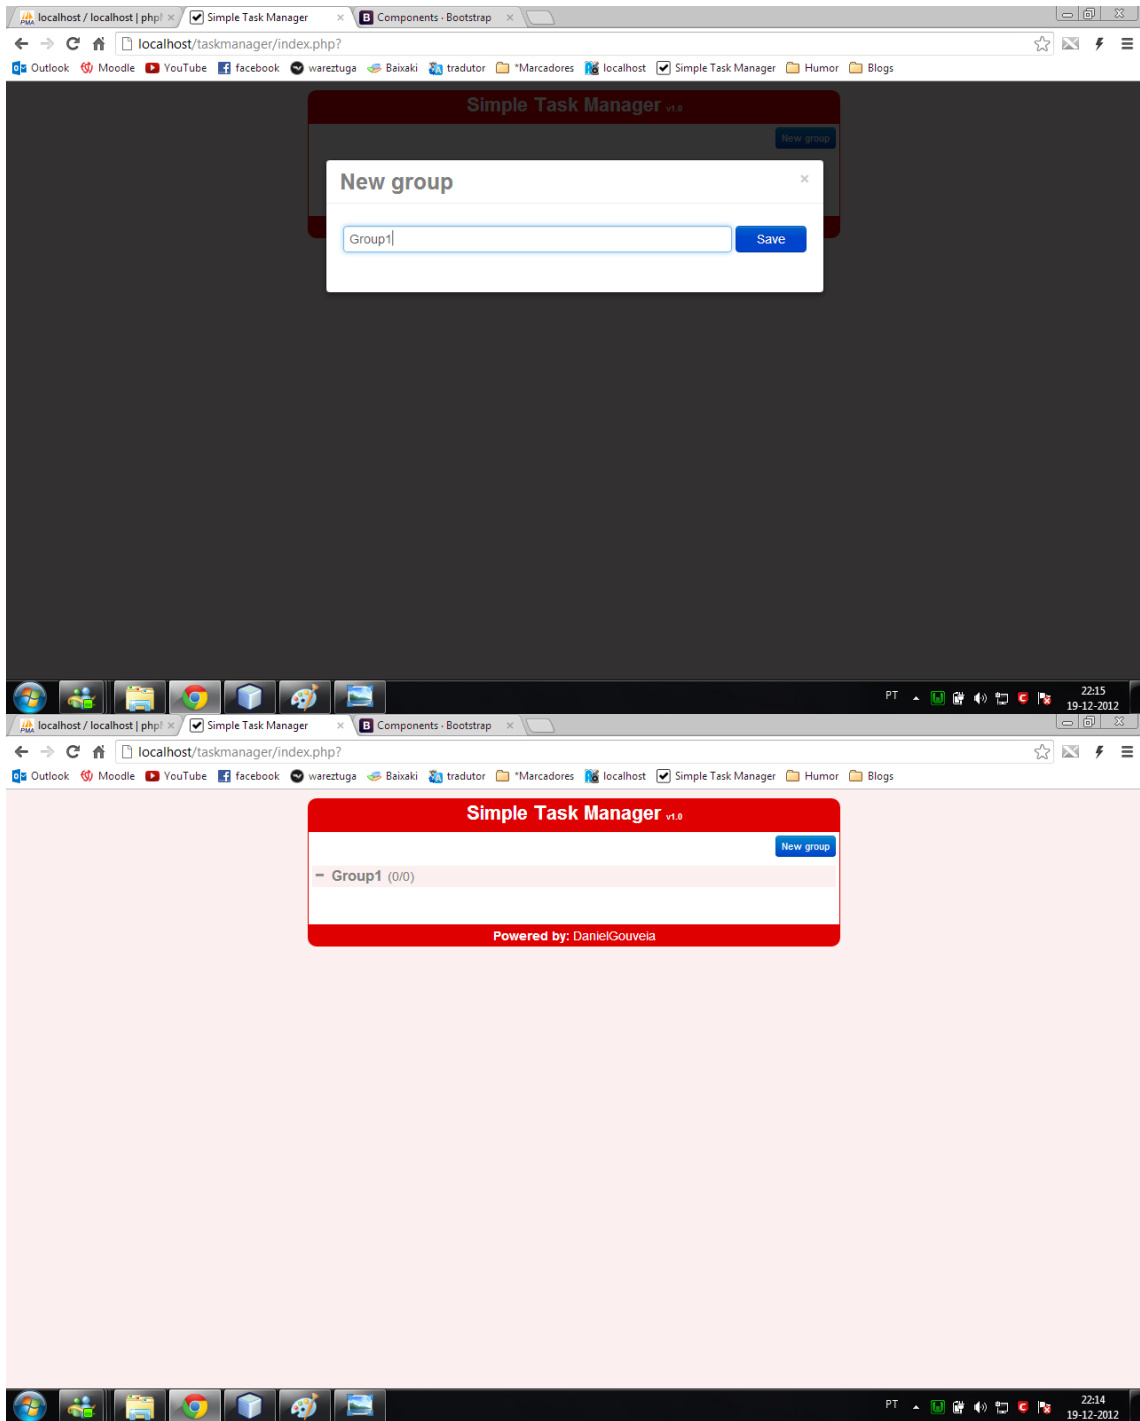 localhost / localhost | php
Simple Task Manager
Components · Bootstrap
localhost/taskmanager/index.php?
Outlook Moodle YouTube facebook wareztuga Baixaki tradutor *Marcadores localhost Simple Task Manager Humor Blogs
Simple Task Manager v1.0
New group
New group
Group1
Save
PT
22:15
19-12-2012
localhost / localhost | php
Simple Task Manager
Components · Bootstrap
localhost/taskmanager/index.php?
Outlook Moodle YouTube facebook wareztuga Baixaki tradutor *Marcadores localhost Simple Task Manager Humor Blogs
Simple Task Manager v1.0
New group
Group1 (0/0)
Powered by: DanielGouveia
PT
22:14
19-12-2012